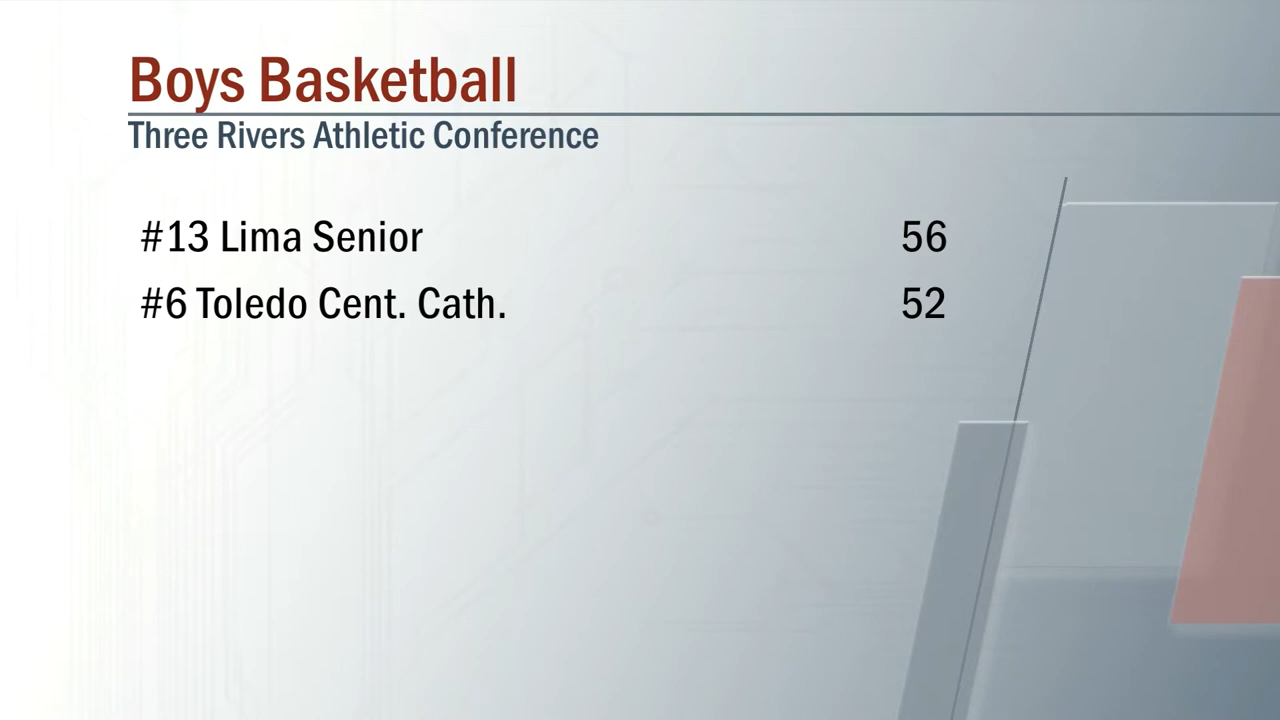 Boys Basketball
Three Rivers Athletic Conference
#13 Lima Senior 56
#6 Toledo Cent. Cath. 52